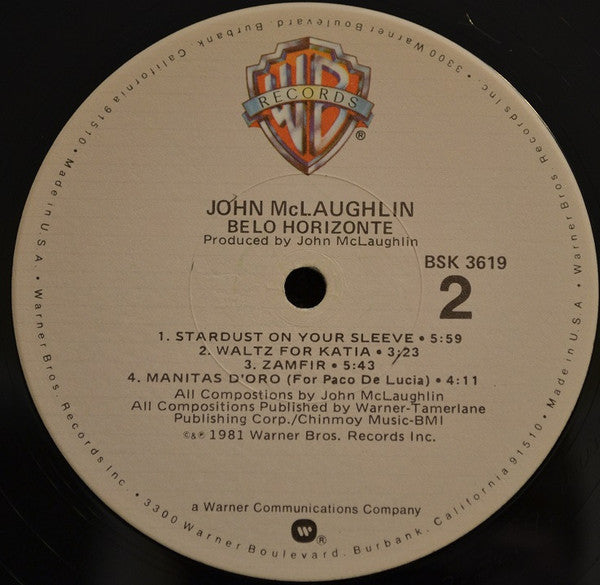 WB
RECORDS
®
JOHN McLAUGHLIN
BELO HORIZONTE
Produced by John McLaughlin
BSK 3619
2
1. STARDUST ON YOUR SLEEVE • 5:59
2. WALTZ FOR KATIA • 3:23
3. ZAMFIR • 5:43
4. MANITAS D'ORO (For Paco De Lucia) • 4:11
All Compostions by John McLaughlin
All Compositions Published by Warner-Tamerlane
Publishing Corp./Chinmoy Music-BMI
©&℗ 1981 Warner Bros. Records Inc.
a Warner Communications Company
®
Warner Bros. Records Inc. • 3300 Warner Boulevard, Burbank, California 91510 • Made in U.S.A. • Warner Bros Records Inc. • 3300 Warner Boulevard, Burbank, California 91510 • Made in U.S.A. •